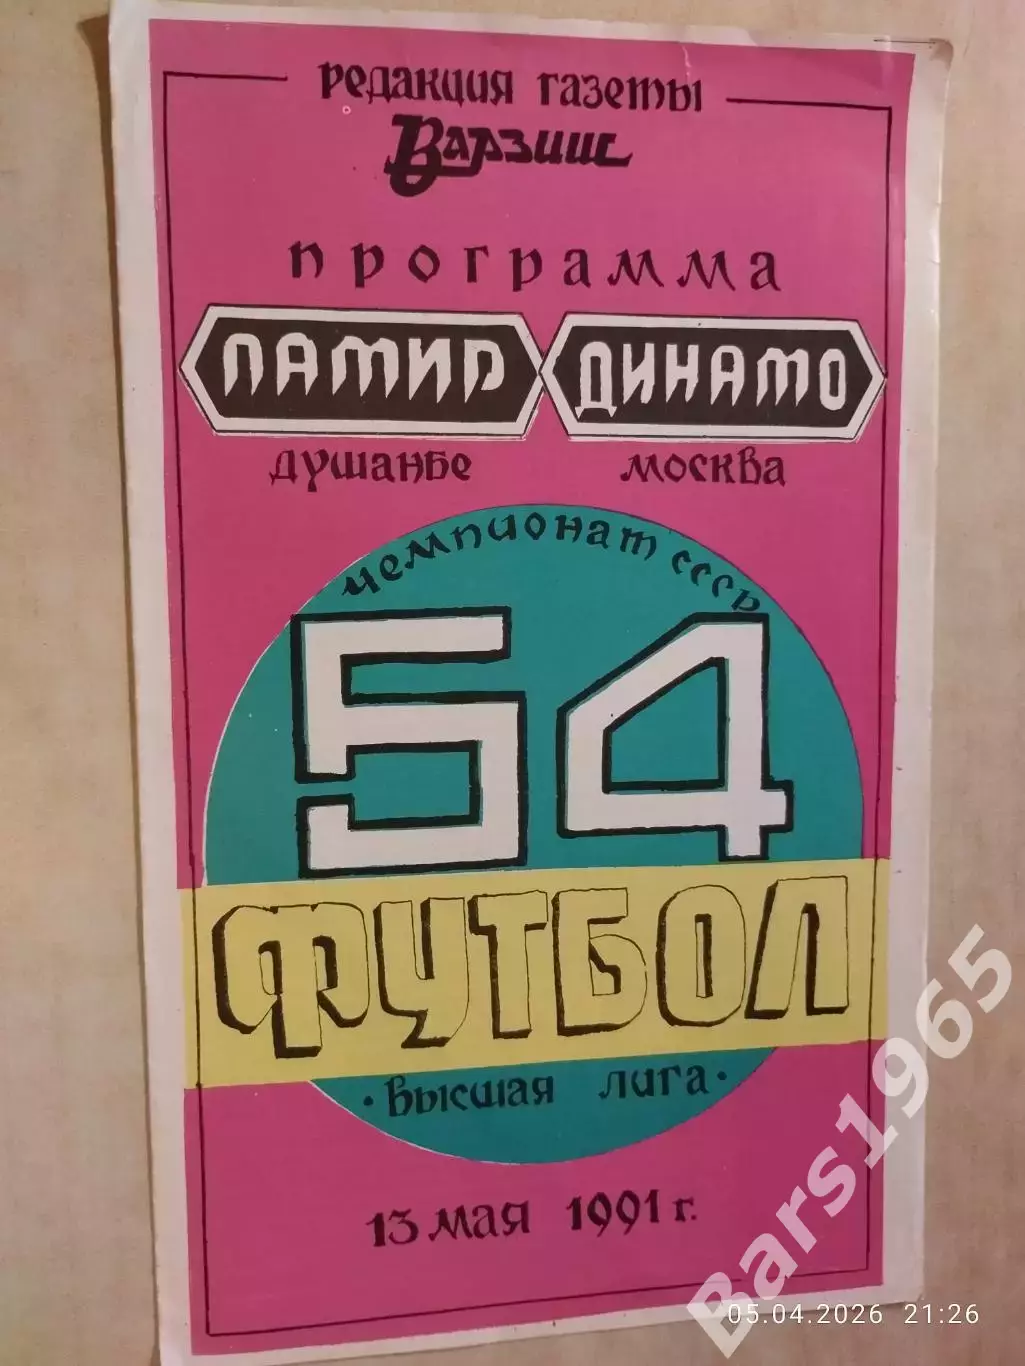 редакция газеты
Варзиш
программа
ПАМИР ДИНАМО
душанбе москва
чемпионат ссср
54
ФУТБОЛ
· высшая лига ·
13 мая 1991 г.
Bars1965
05.04.2026 21:26